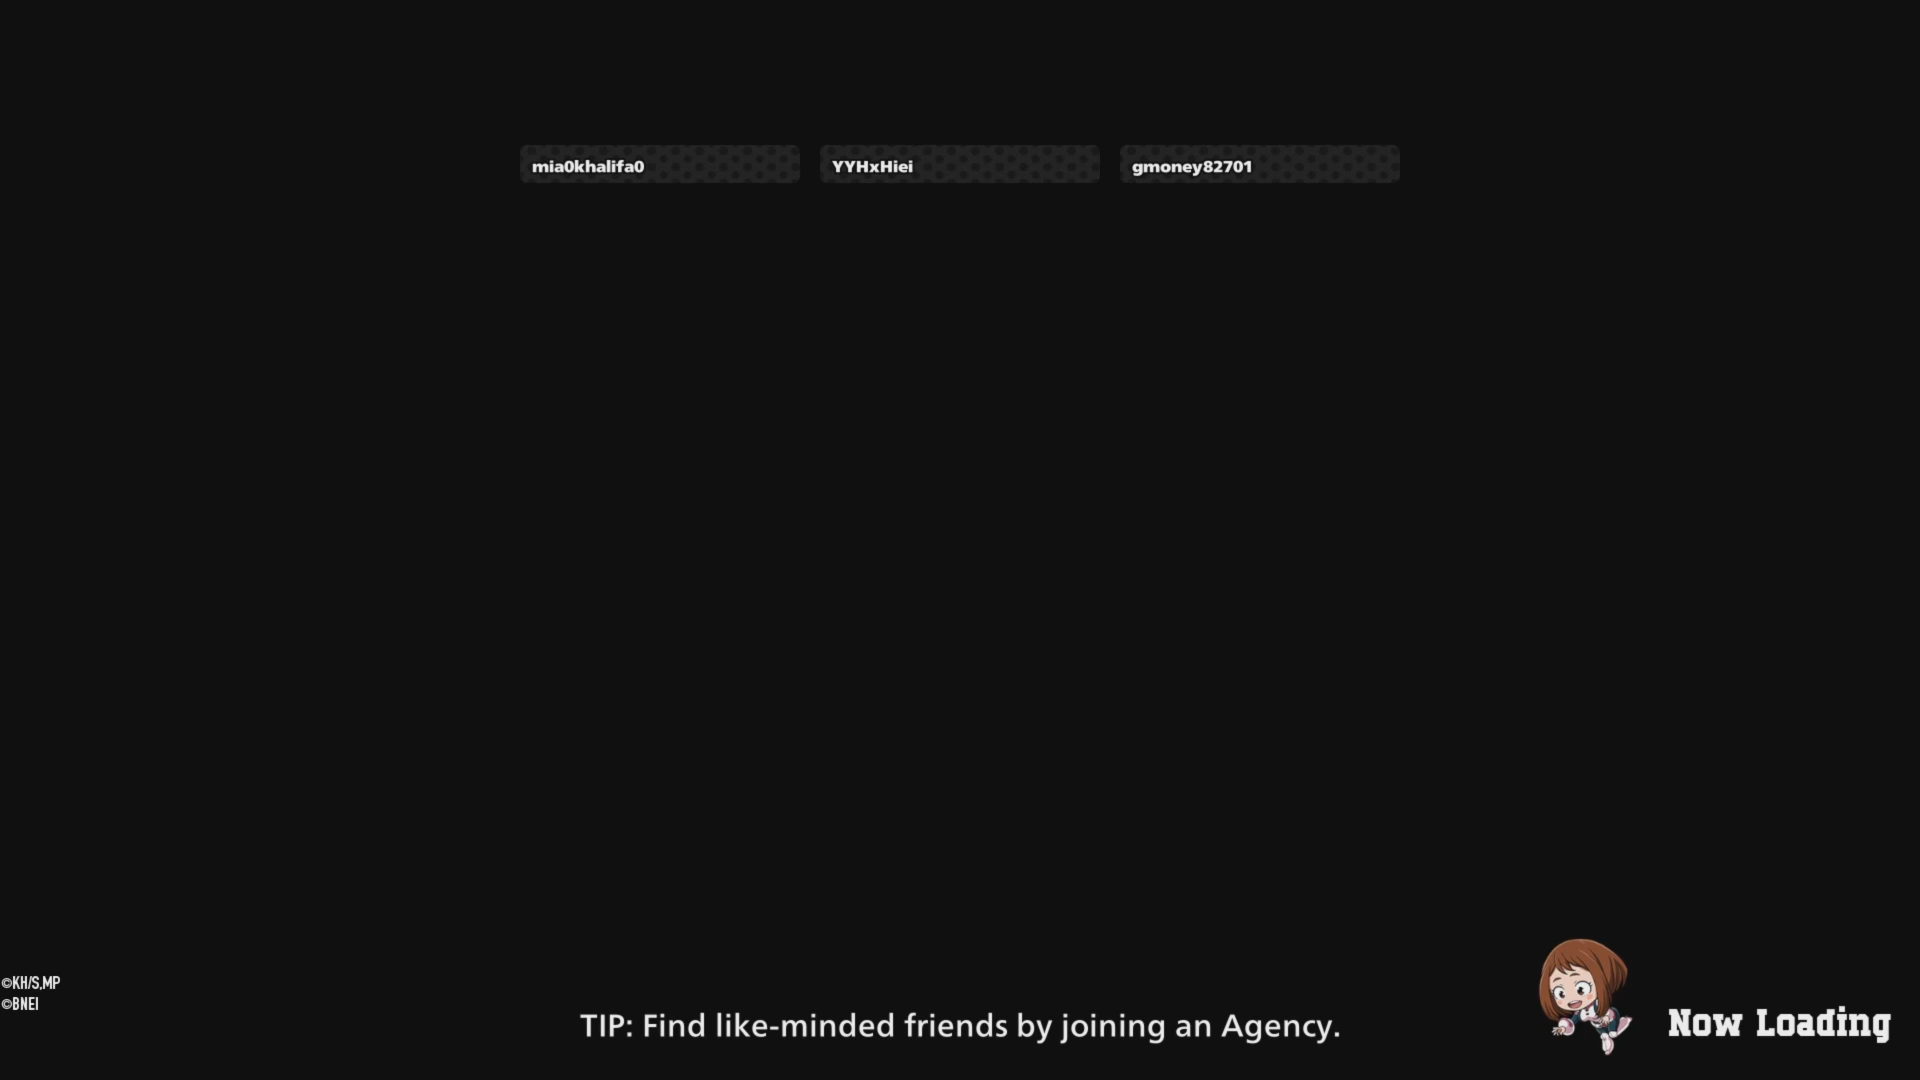 mia0khalifa0
YYHxHiei
gmoney82701
©KH/S,MP
©BNEI
TIP: Find like-minded friends by joining an Agency.
Now Loading